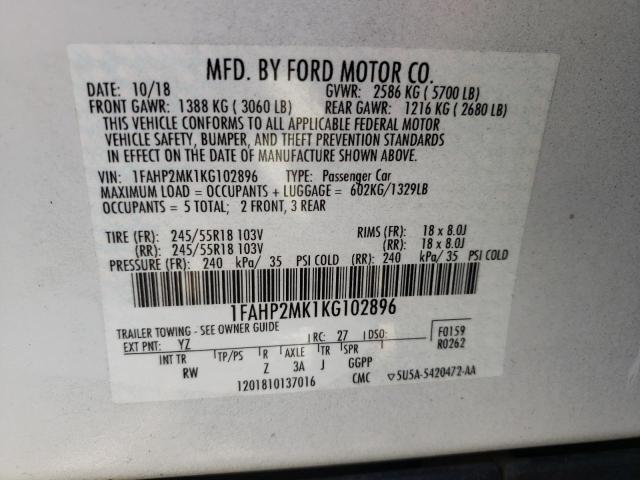 MFD. BY FORD MOTOR CO.
DATE: 10/18 GVWR: 2586 KG ( 5700 LB)
FRONT GAWR: 1388 KG ( 3060 LB) REAR GAWR: 1216 KG ( 2680 LB)
THIS VEHICLE CONFORMS TO ALL APPLICABLE FEDERAL MOTOR
VEHICLE SAFETY, BUMPER, AND THEFT PREVENTION STANDARDS
IN EFFECT ON THE DATE OF MANUFACTURE SHOWN ABOVE.
VIN: 1FAHP2MK1KG102896 TYPE: Passenger Car
MAXIMUM LOAD = OCCUPANTS + LUGGAGE = 602KG/1329LB
OCCUPANTS = 5 TOTAL; 2 FRONT, 3 REAR
TIRE (FR): 245/55R18 103V RIMS (FR): 18 x 8.0J
(RR): 245/55R18 103V (RR): 18 x 8.0J
PRESSURE (FR): 240 kPa/ 35 PSI COLD (RR): 240 kPa/ 35 PSI COLD
1FAHP2MK1KG102896
TRAILER TOWING - SEE OWNER GUIDE
EXT PNT: YZ RC: 27 DSO: F0159
R0262
INT TR TP/PS R AXLE TR SPR
RW Z 3A J GGPP
1201810137016 CMC 5U5A-5420472-AA